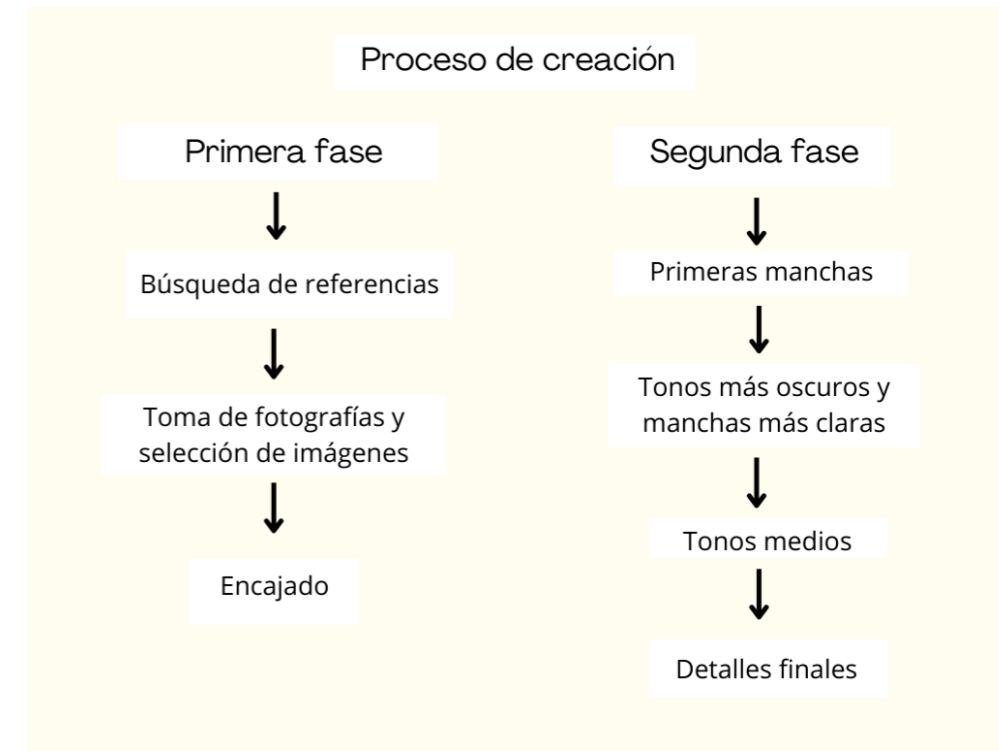 Proceso de creación
Primera fase
Búsqueda de referencias
Toma de fotografías y
selección de imágenes
Encajado
Segunda fase
Primeras manchas
Tonos más oscuros y
manchas más claras
Tonos medios
Detalles finales